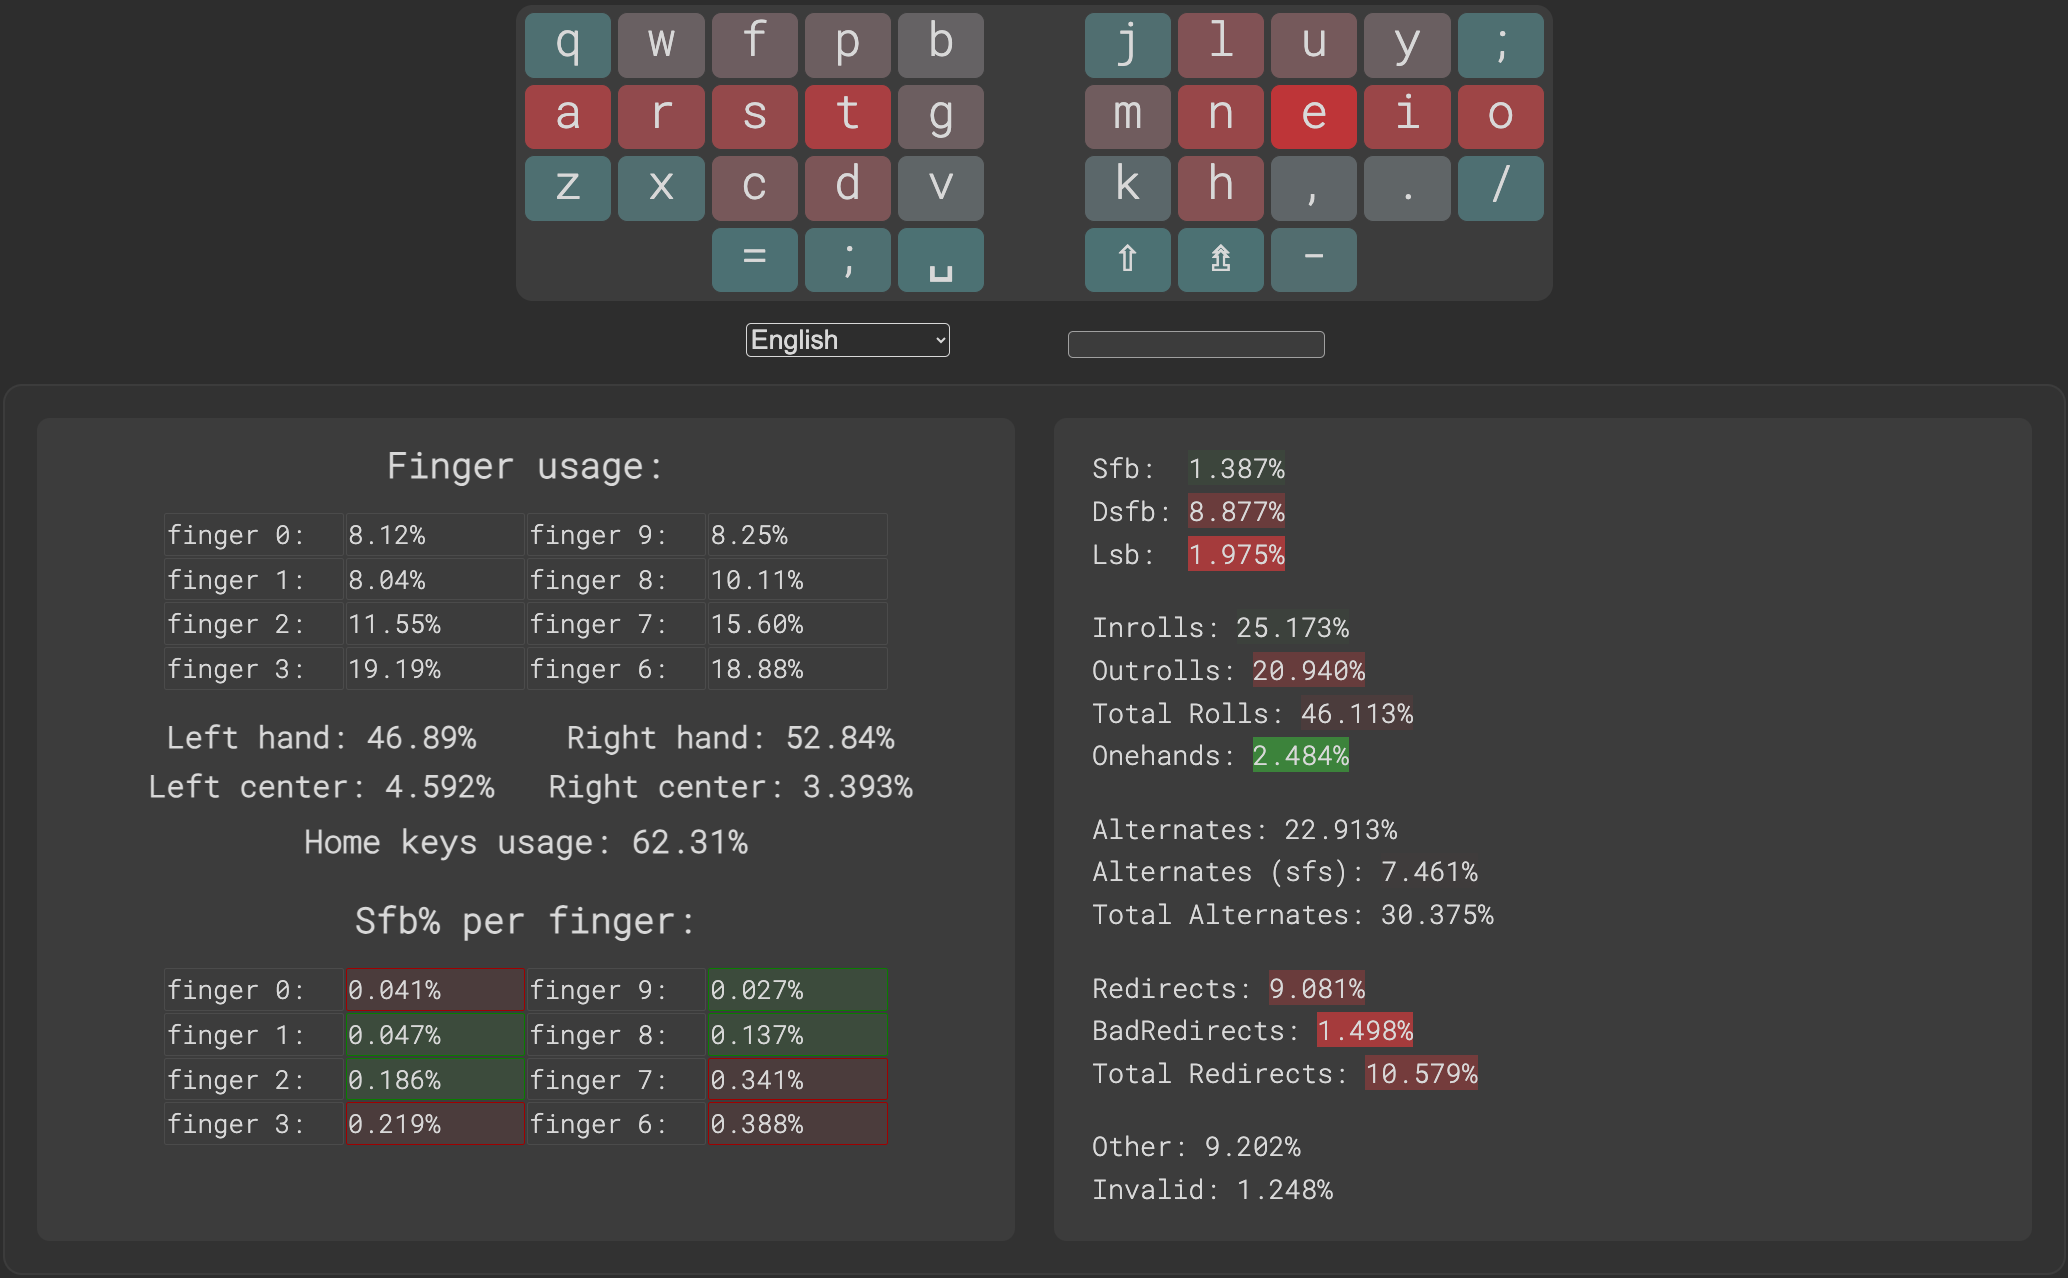 q w f p b j l u y ;
a r s t g m n e i o
z x c d v k h , . /
= ; ␣ ⇧ ⇯ -
English
Finger usage:
finger 0: 8.12% finger 9: 8.25%
finger 1: 8.04% finger 8: 10.11%
finger 2: 11.55% finger 7: 15.60%
finger 3: 19.19% finger 6: 18.88%
Left hand: 46.89% Right hand: 52.84%
Left center: 4.592% Right center: 3.393%
Home keys usage: 62.31%
Sfb% per finger:
finger 0: 0.041% finger 9: 0.027%
finger 1: 0.047% finger 8: 0.137%
finger 2: 0.186% finger 7: 0.341%
finger 3: 0.219% finger 6: 0.388%
Sfb: 1.387%
Dsfb: 8.877%
Lsb: 1.975%
Inrolls: 25.173%
Outrolls: 20.940%
Total Rolls: 46.113%
Onehands: 2.484%
Alternates: 22.913%
Alternates (sfs): 7.461%
Total Alternates: 30.375%
Redirects: 9.081%
BadRedirects: 1.498%
Total Redirects: 10.579%
Other: 9.202%
Invalid: 1.248%